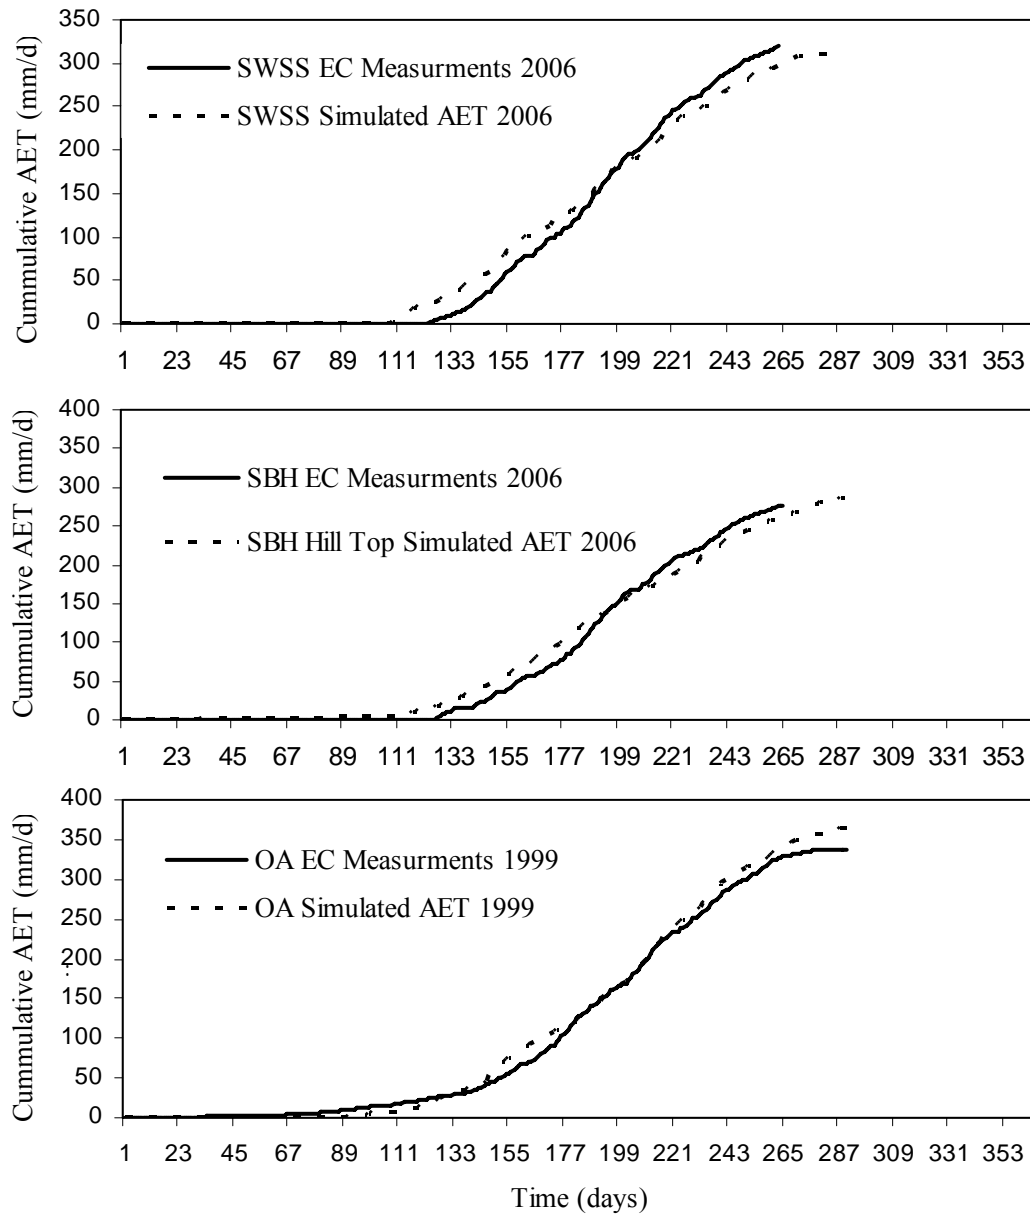 350
300
250
200
150
100
50
0
Cummulative AET (mm/d)
SWSS EC Measurments 2006
SWSS Simulated AET 2006
1 23 45 67 89 111 133 155 177 199 221 243 265 287 309 331 353
400
350
300
250
200
150
100
50
0
Cummulative AET (mm/d)
SBH EC Measurments 2006
SBH Hill Top Simulated AET 2006
1 23 45 67 89 111 133 155 177 199 221 243 265 287 309 331 353
400
350
300
250
200
150
100
50
0
Cummulative AET (mm/d)
OA EC Measurments 1999
OA Simulated AET 1999
1 23 45 67 89 111 133 155 177 199 221 243 265 287 309 331 353
Time (days)